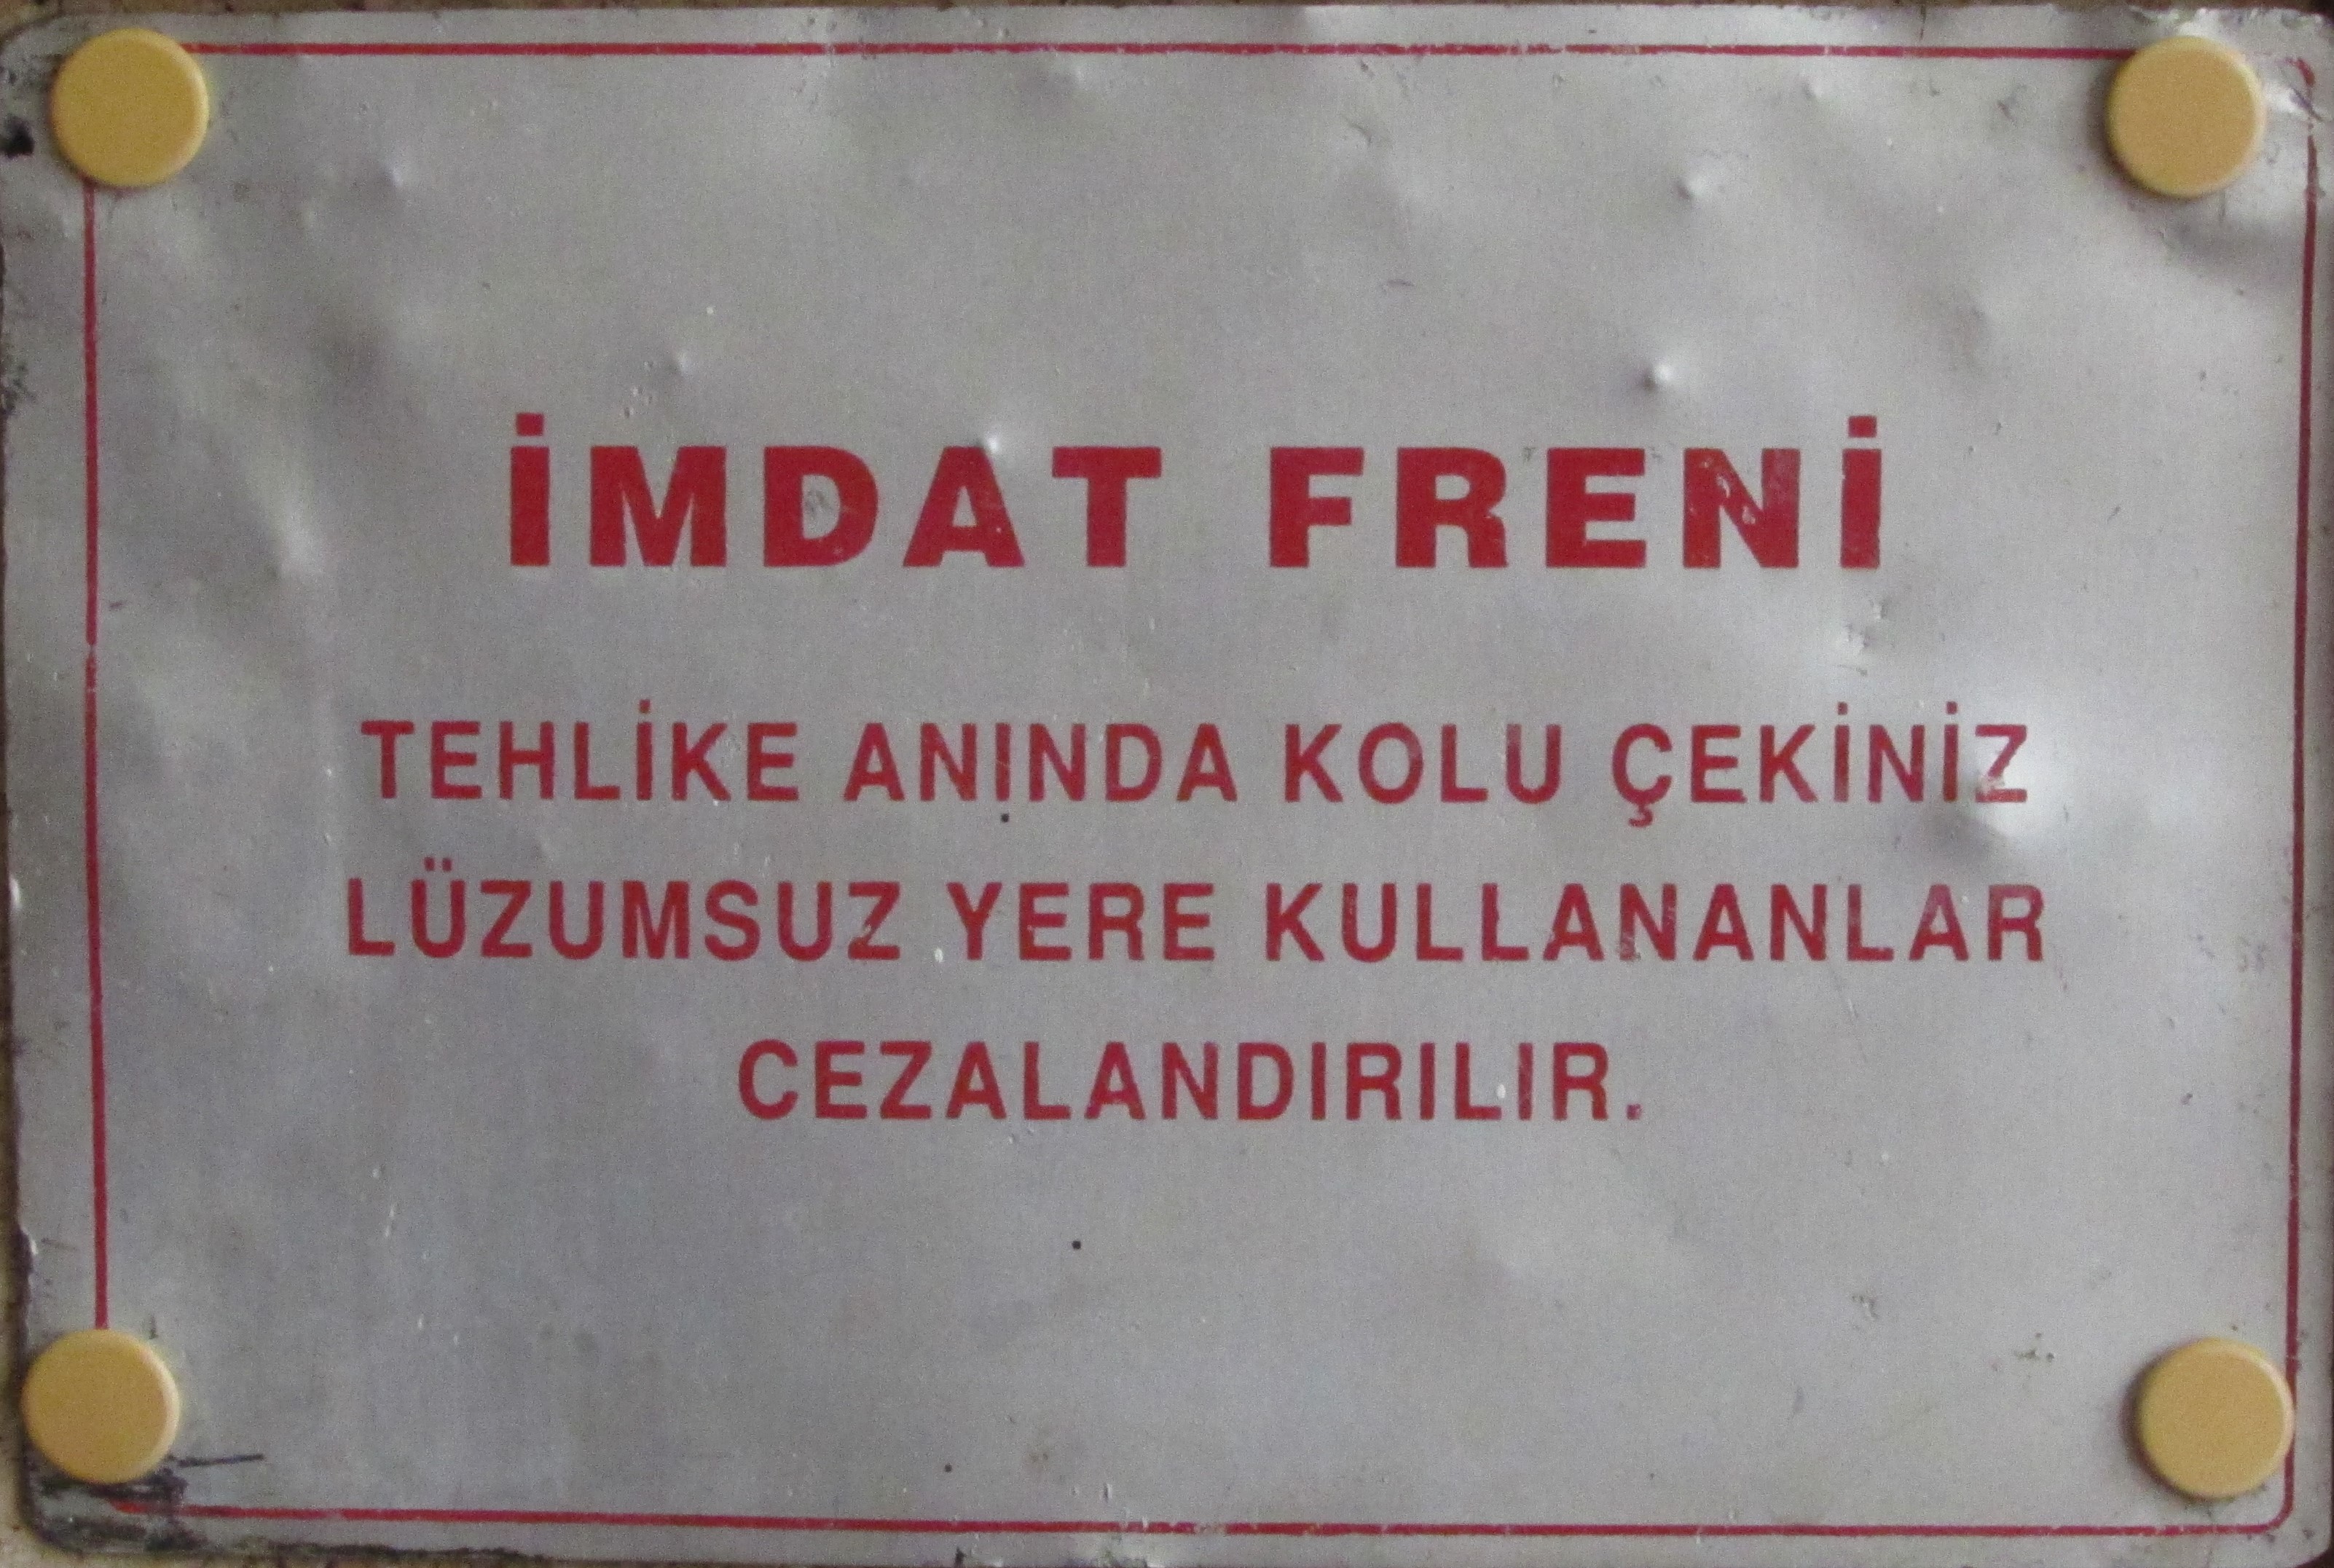 İMDAT FRENİ
TEHLİKE ANINDA KOLU ÇEKİNİZ
LÜZUMSUZ YERE KULLANANLAR
CEZALANDIRILIR.